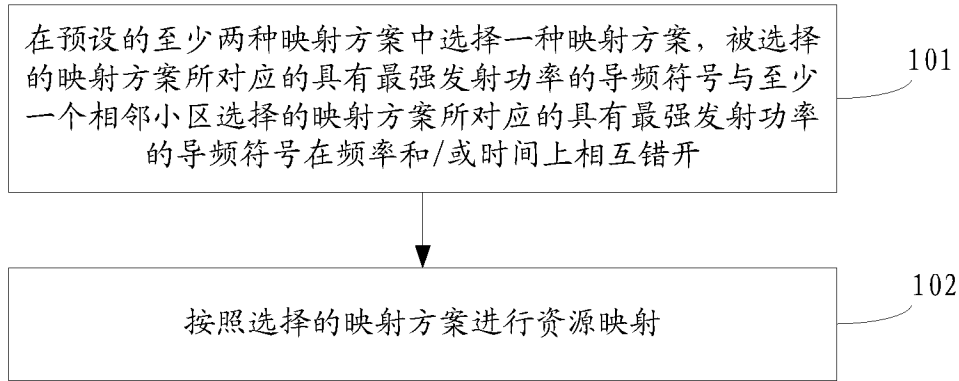 在预设的至少两种映射方案中选择一种映射方案，被选择
的映射方案所对应的具有最强发射功率的导频符号与至少
一个相邻小区选择的映射方案所对应的具有最强发射功率
的导频符号在频率和/或时间上相互错开
101
按照选择的映射方案进行资源映射
102